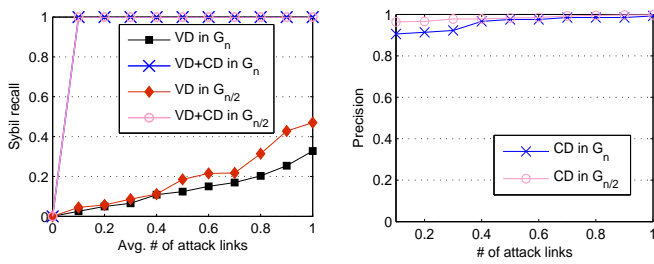 Sybil recall
1
0.8
0.6
0.4
0.2
0
0 0.2 0.4 0.6 0.8 1
Avg. # of attack links
VD in Gn
VD+CD in Gn
VD in Gn/2
VD+CD in Gn/2
Precision
1
0.8
0.6
0.4
0.2
0
0.2 0.4 0.6 0.8 1
# of attack links
CD in Gn
CD in Gn/2